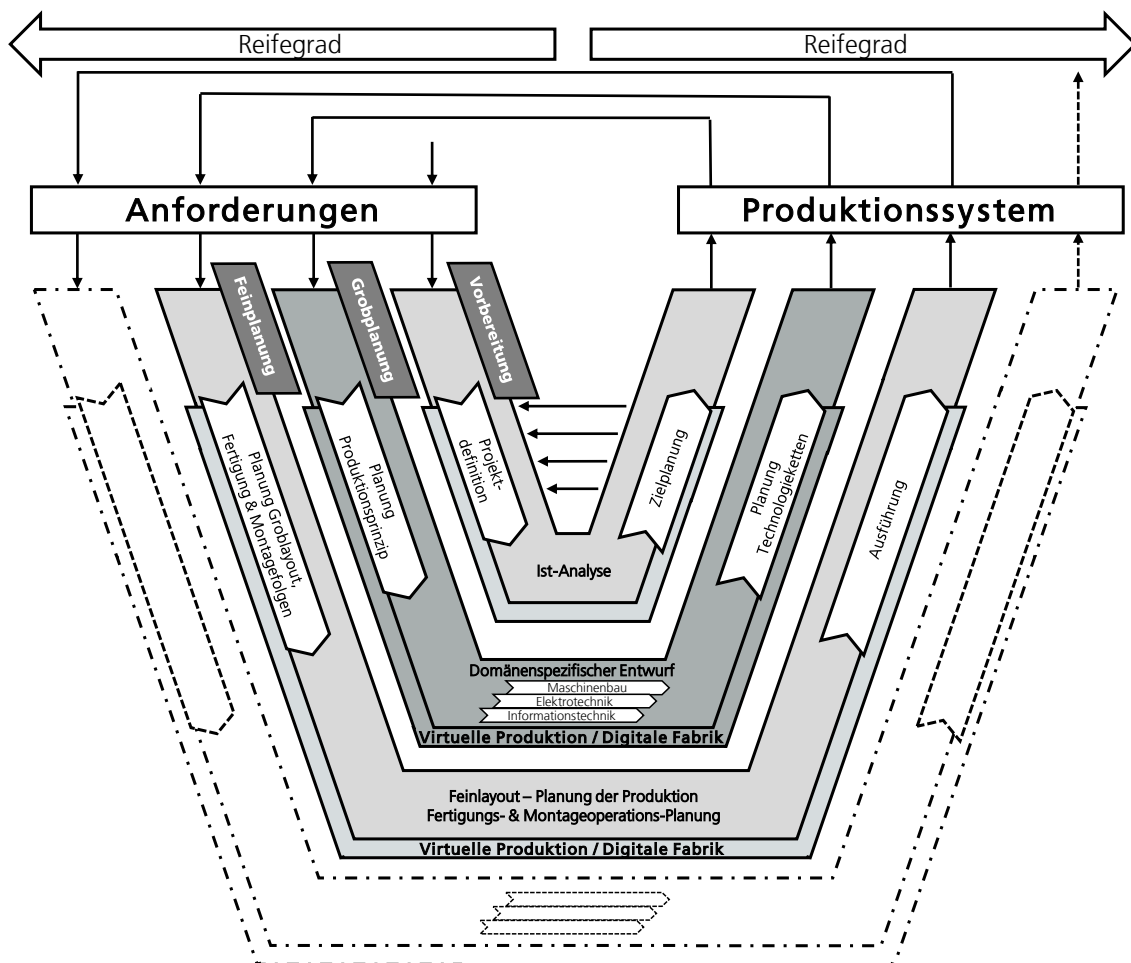 Reifegrad
Reifegrad
Anforderungen
Produktionssystem
Feinplanung
Grobplanung
Vorbereitung
Planung Groblayout,
Fertigung & Montagefolgen
Planung
Produktionsprinzip
Projekt-
definition
Zielplanung
Planung
Technologieketten
Ausführung
Ist-Analyse
Domänenspezifischer Entwurf
Maschinenbau
Elektrotechnik
Informationstechnik
Virtuelle Produktion / Digitale Fabrik
Feinlayout – Planung der Produktion
Fertigungs- & Montageoperations-Planung
Virtuelle Produktion / Digitale Fabrik